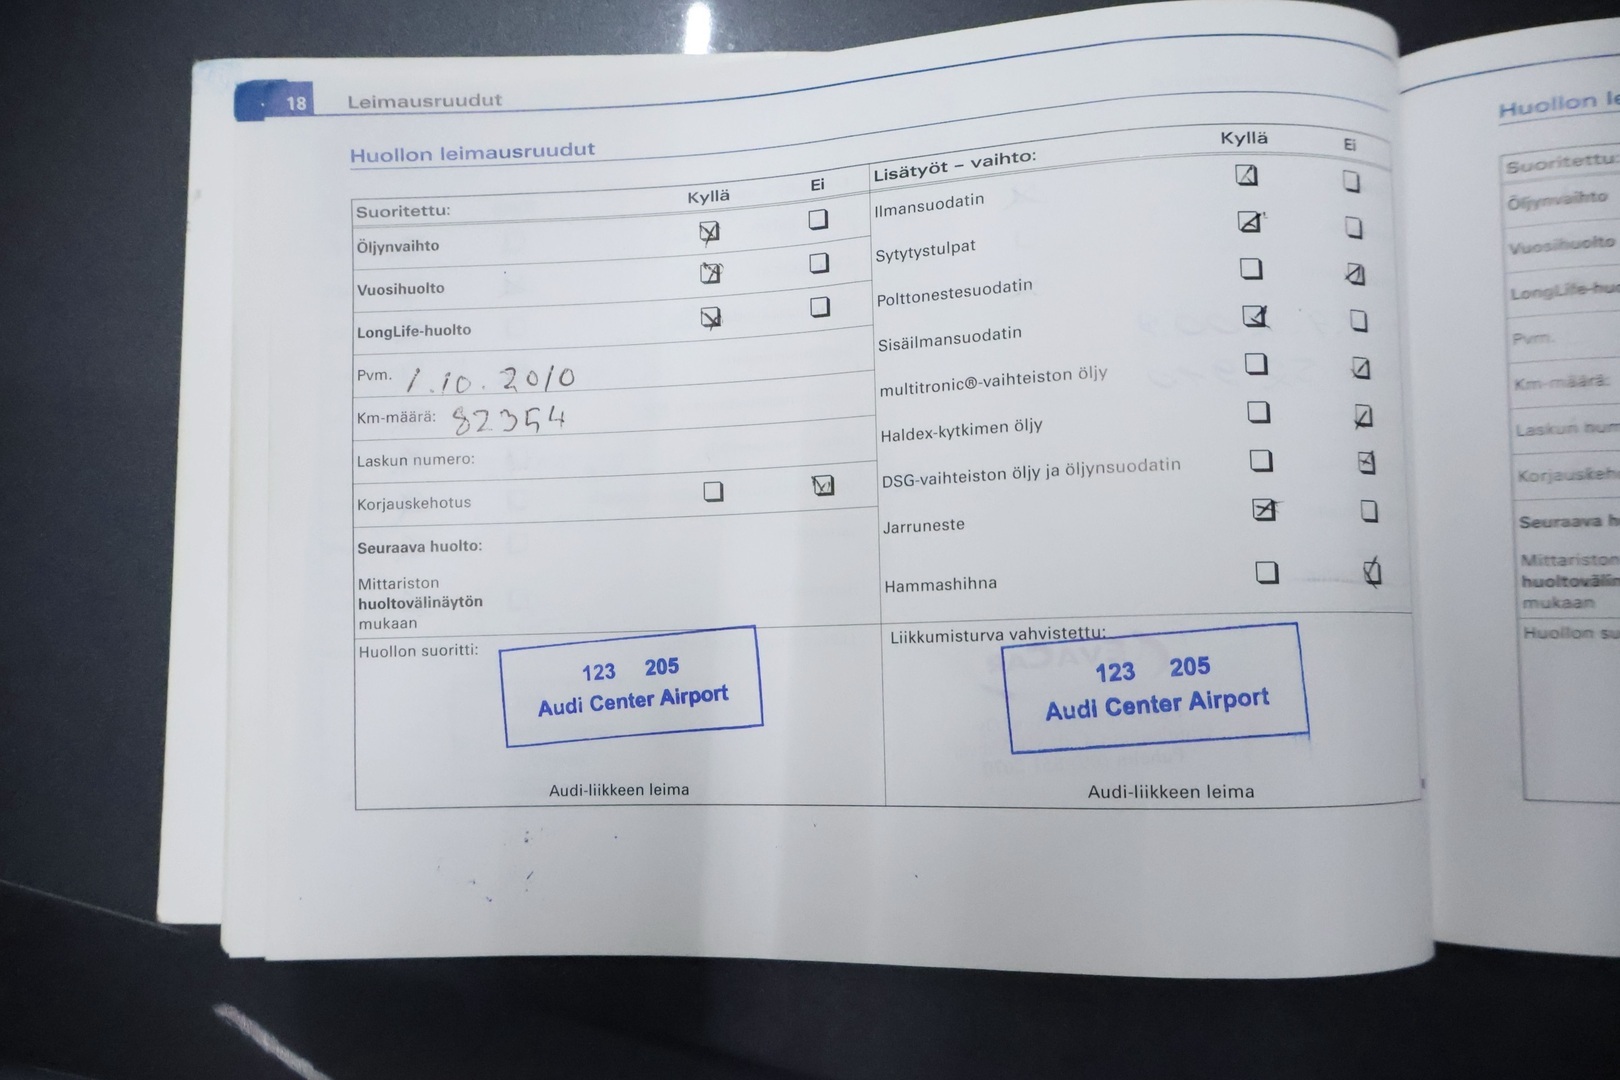 18 Leimausruudut
Huollon leimausruudut
Suoritettu: Kyllä Ei
Öljynvaihto
Vuosihuolto
LongLife-huolto
Pvm. 1.10.2010
Km-määrä: 82354
Laskun numero:
Korjauskehotus
Seuraava huolto:
Mittariston
huoltovälinäytön
mukaan
Huollon suoritti:
123 205
Audi Center Airport
Audi-liikkeen leima
Lisätyöt – vaihto: Kyllä Ei
Ilmansuodatin
Sytytystulpat
Polttonestesuodatin
Sisäilmansuodatin
multitronic®-vaihteiston öljy
Haldex-kytkimen öljy
DSG-vaihteiston öljy ja öljynsuodatin
Jarruneste
Hammashihna
Liikkumisturva vahvistettu:
123 205
Audi Center Airport
Audi-liikkeen leima
Huollon
Suoritettu:
Öljynvaihto
Vuosihuolto
Pvm.
Km-määrä:
Laskun
Seuraava
Mittariston
mukaan
Huollon